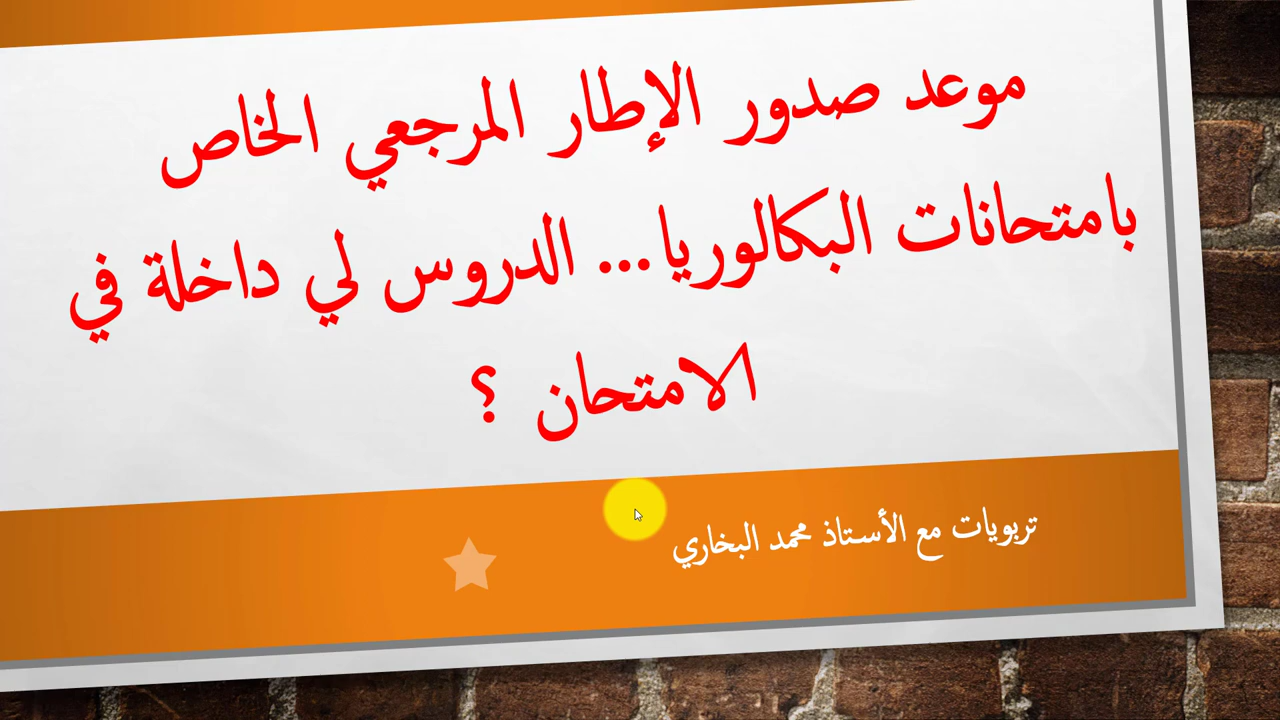 موعد صدور الإطار المرجعي الخاص
بامتحانات البكالوريا... الدروس لي داخلة في
الامتحان ؟
تربويات مع الأستاذ محمد البخاري